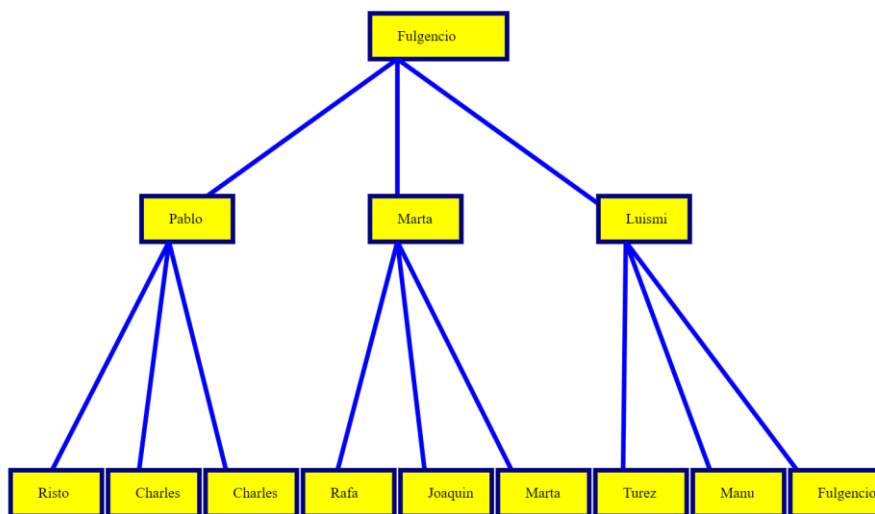 Fulgencio
Pablo
Marta
Luismi
Risto
Charles
Charles
Rafa
Joaquin
Marta
Turez
Manu
Fulgencio